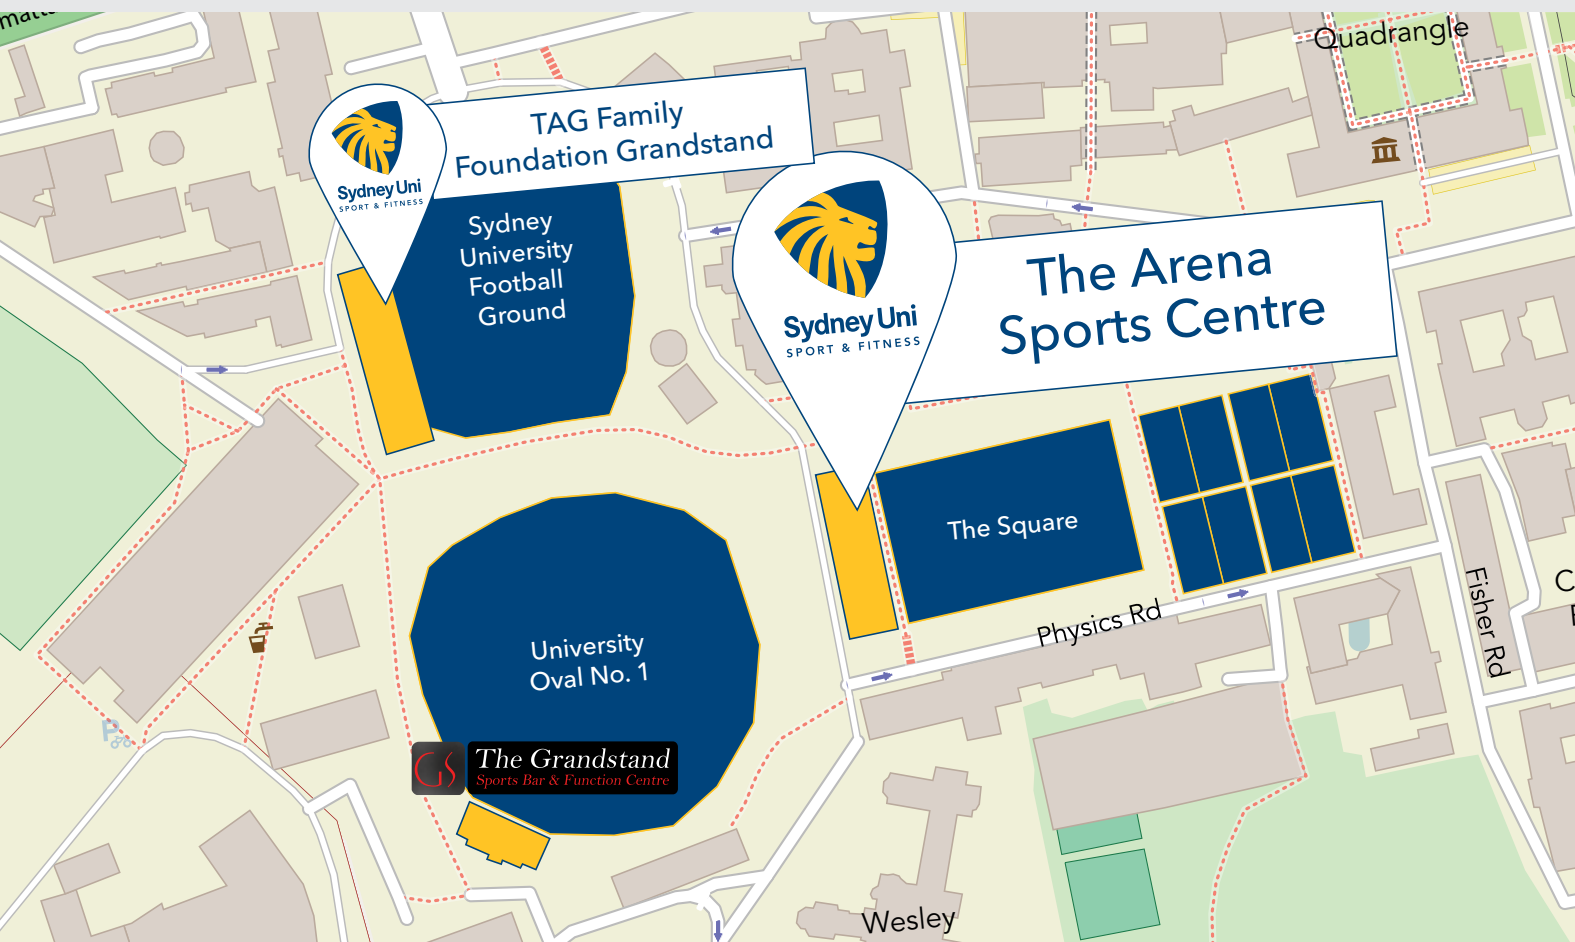 Quadrangle
TAG Family
Foundation Grandstand
Sydney Uni
SPORT & FITNESS
Sydney
University
Football
Ground
The Arena
Sports Centre
Sydney Uni
SPORT & FITNESS
The Square
Physics Rd
Fisher Rd
University
Oval No. 1
P
GS
The Grandstand
Sports Bar & Function Centre
Wesley